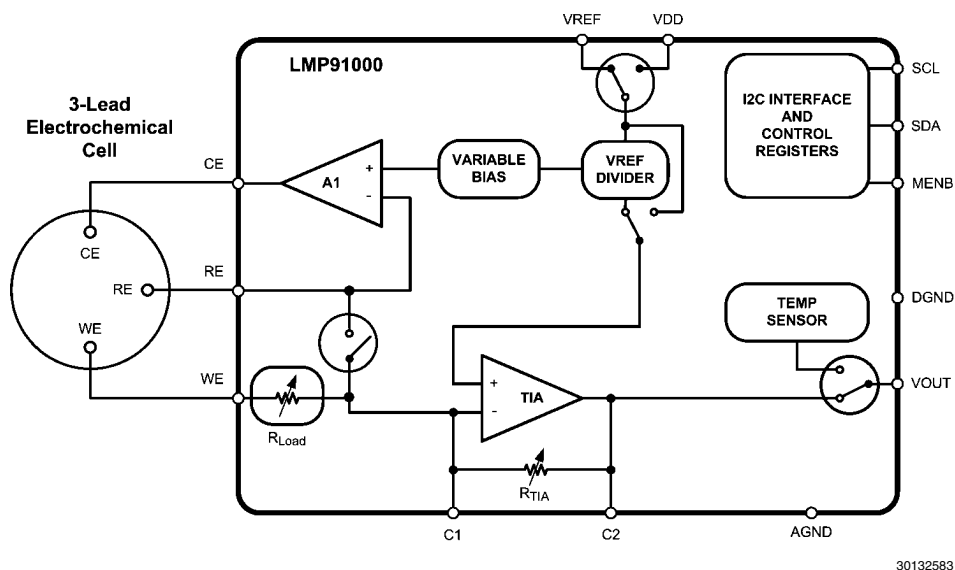 VREF
VDD
LMP91000
SCL
I2C INTERFACE
AND
CONTROL
REGISTERS
SDA
MENB
3-Lead
Electrochemical
Cell
CE
A1
+
-
VARIABLE
BIAS
VREF
DIVIDER
CE
RE
RE
WE
WE
RLoad
DGND
TEMP
SENSOR
VOUT
+
-
TIA
RTIA
C1
C2
AGND
30132583